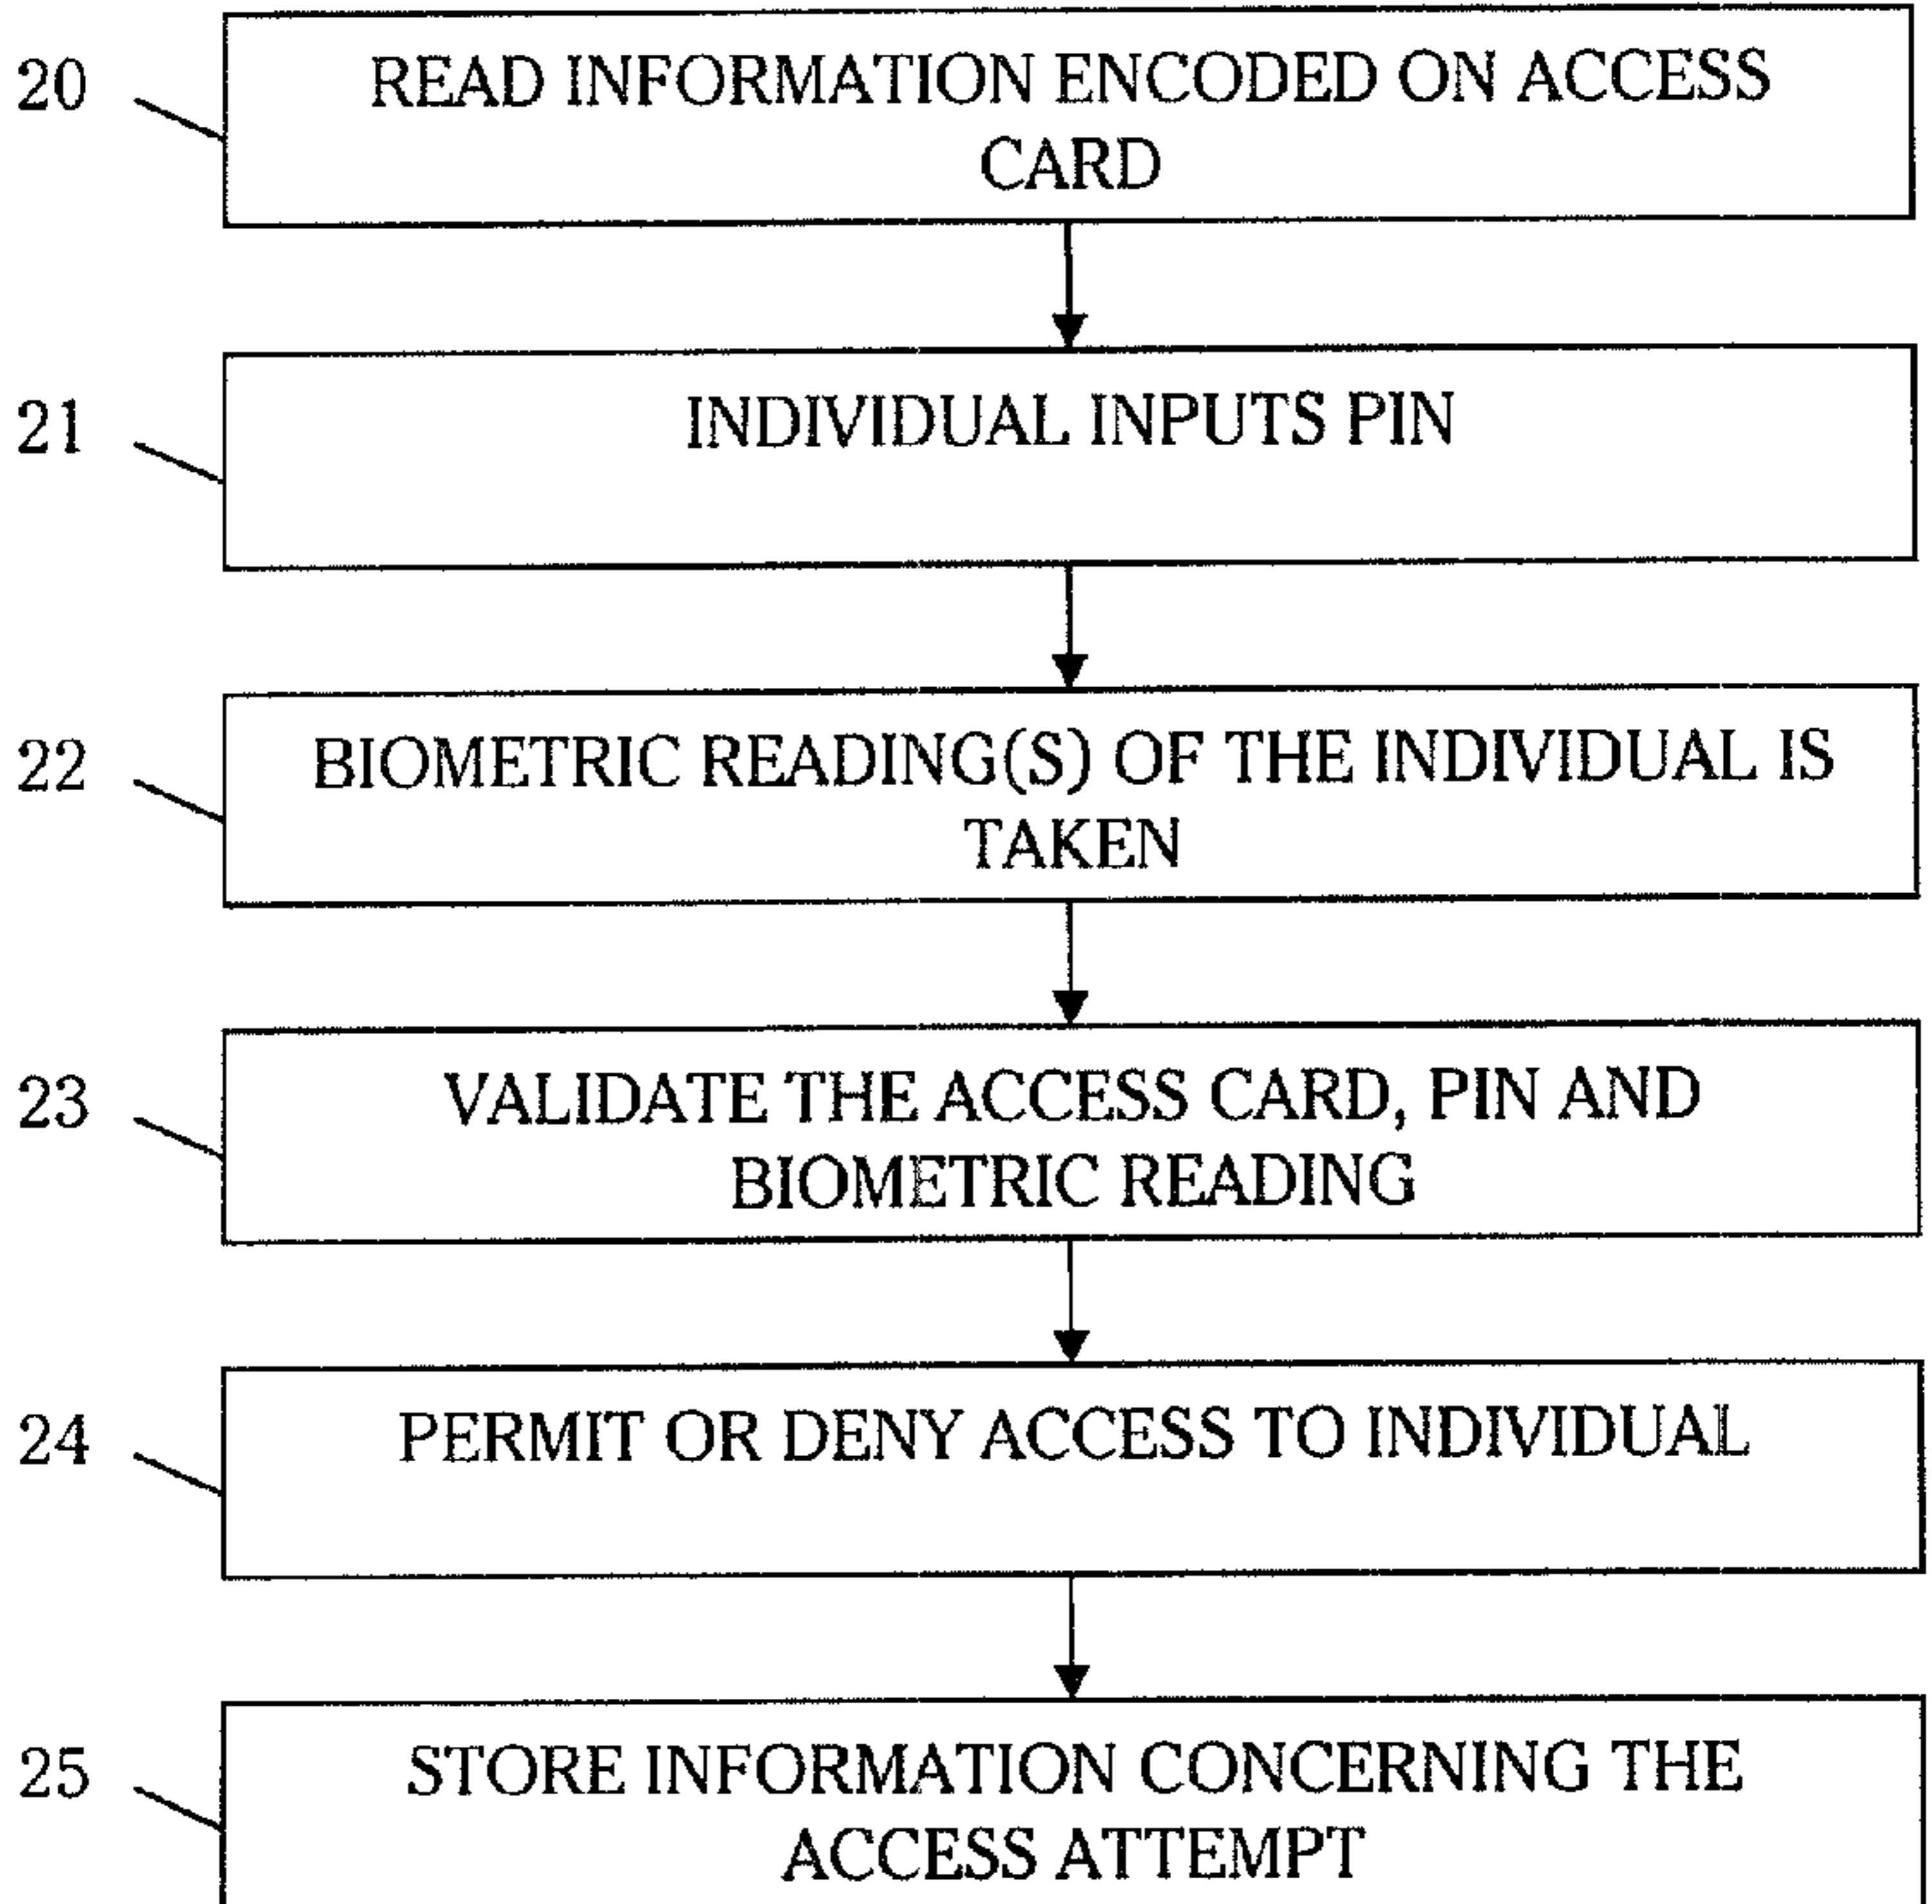 20
READ INFORMATION ENCODED ON ACCESS
CARD
21
INDIVIDUAL INPUTS PIN
22
BIOMETRIC READING(S) OF THE INDIVIDUAL IS
TAKEN
23
VALIDATE THE ACCESS CARD, PIN AND
BIOMETRIC READING
24
PERMIT OR DENY ACCESS TO INDIVIDUAL
25
STORE INFORMATION CONCERNING THE
ACCESS ATTEMPT